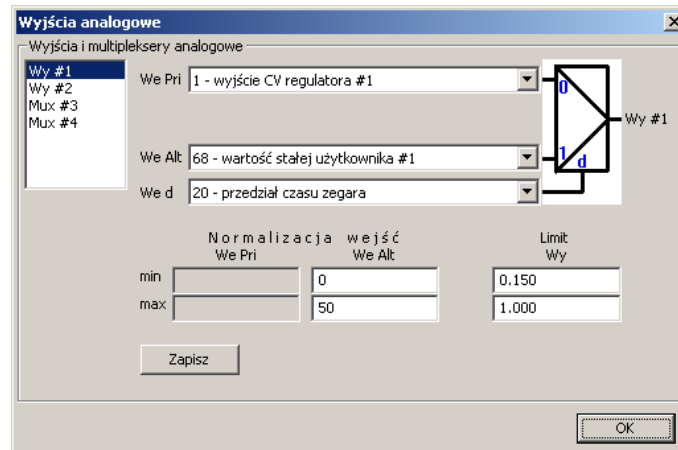 Wyjścia analogowe
Wyjścia i multipleksery analogowe
Wy #1
Wy #2
Mux #3
Mux #4
We Pri 1 - wyjście CV regulatora #1
0
Wy #1
We Alt 68 - wartość stałej użytkownika #1
1
d
We d 20 - przedział czasu zegara
Normalizacja wejść Limit
We Pri We Alt Wy
min 0 0.150
max 50 1.000
Zapisz
OK